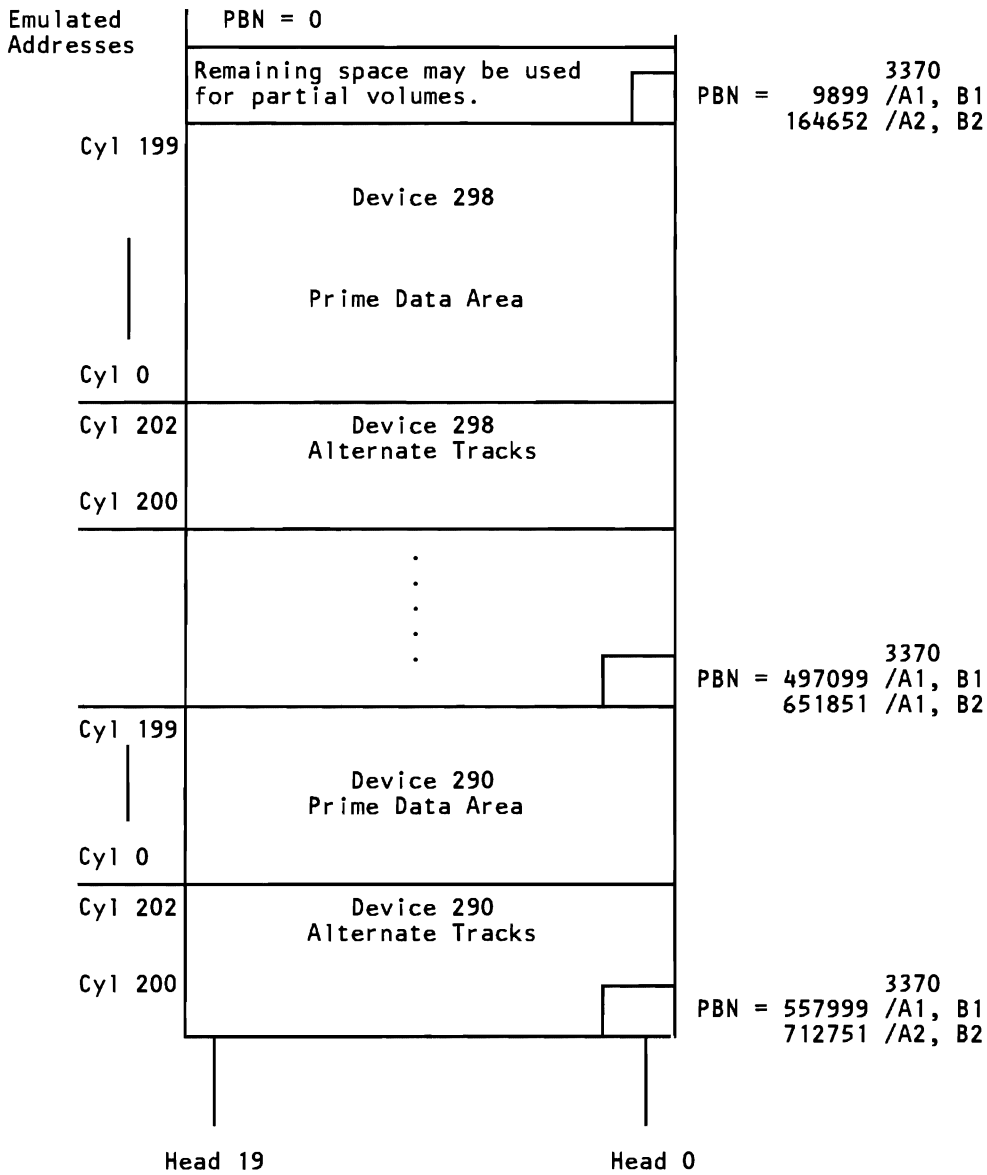 Emulated Addresses
PBN = 0
Remaining space may be used
for partial volumes.
3370
PBN = 9899 /A1, B1
164652 /A2, B2
Cyl 199
Device 298
Prime Data Area
Cyl 0
Cyl 202
Device 298
Alternate Tracks
Cyl 200
3370
PBN = 497099 /A1, B1
651851 /A1, B2
Cyl 199
Device 290
Prime Data Area
Cyl 0
Cyl 202
Device 290
Alternate Tracks
Cyl 200
3370
PBN = 557999 /A1, B1
712751 /A2, B2
Head 19
Head 0